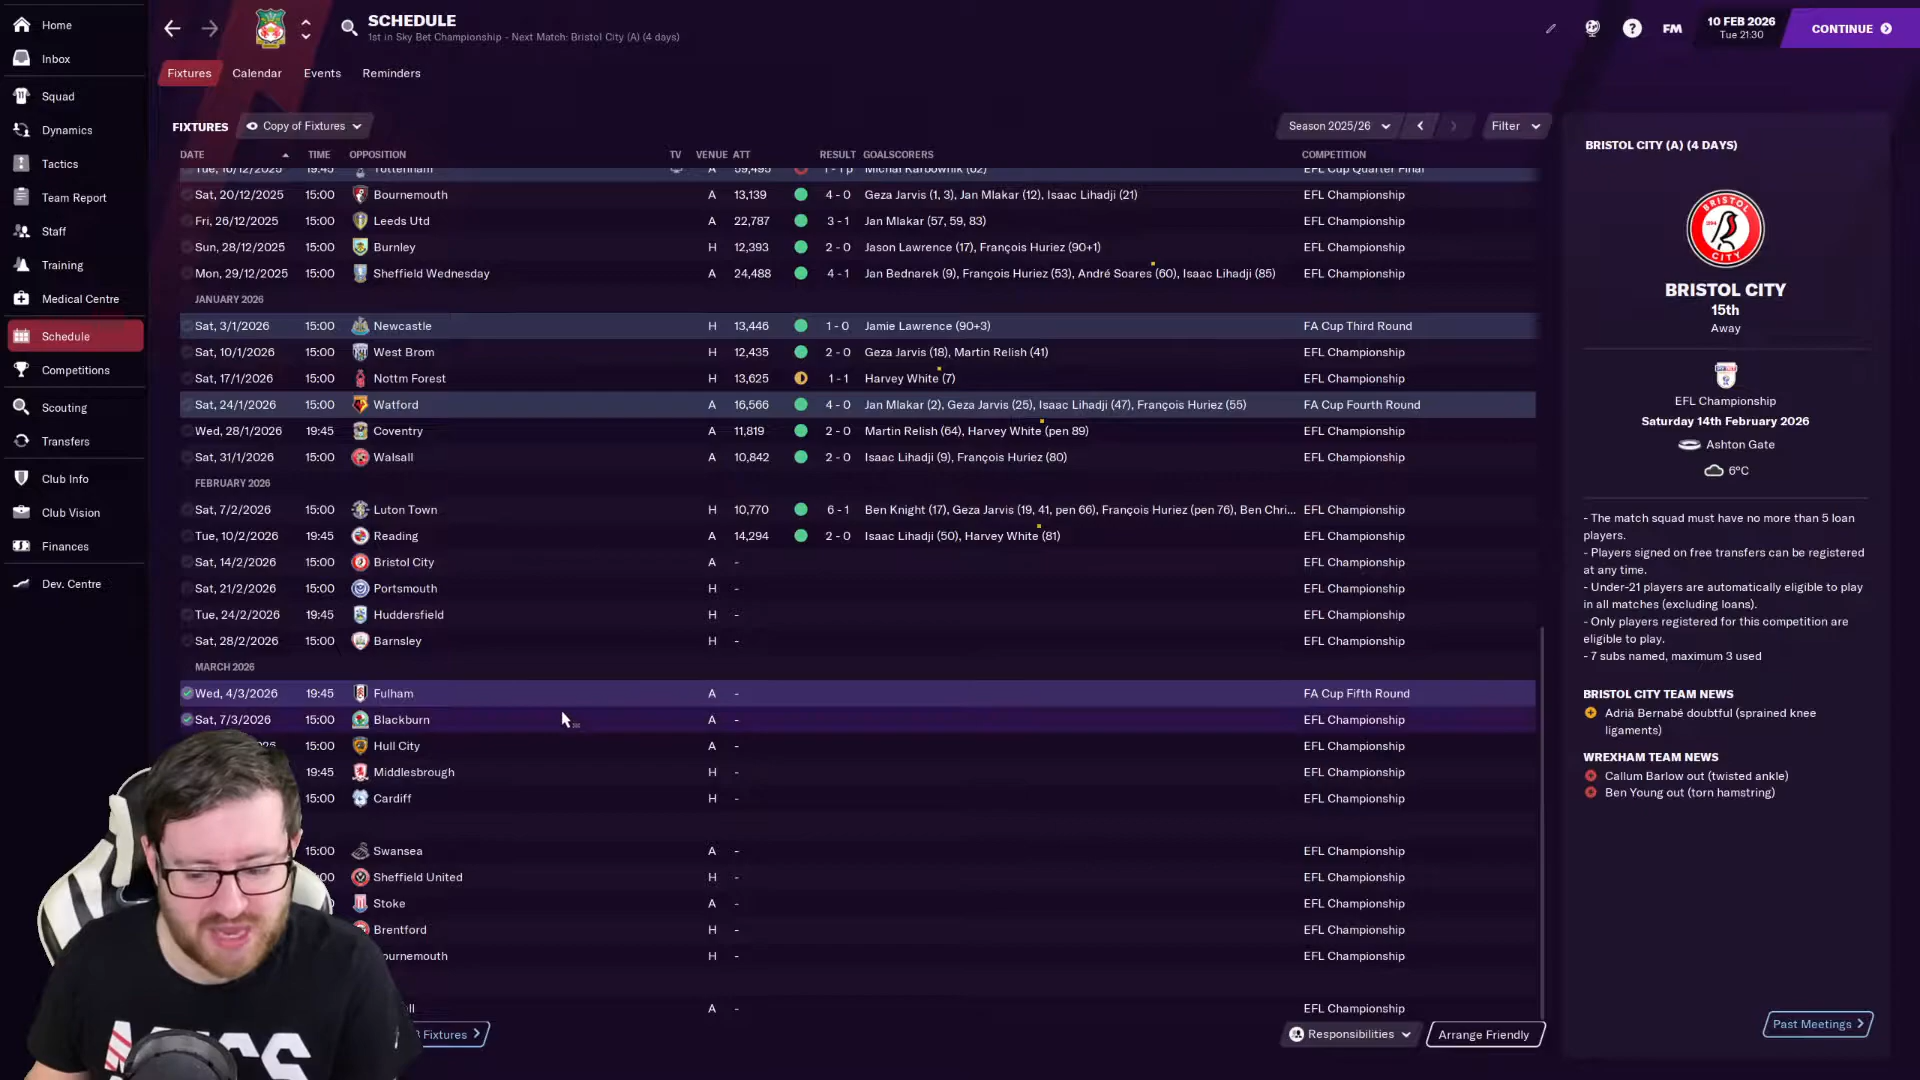 Home
Inbox
Squad
Dynamics
Tactics
Team Report
Staff
Training
Medical Centre
Schedule
Competitions
Scouting
Transfers
Club Info
Club Vision
Finances
Dev. Centre
SCHEDULE
1st in Sky Bet Championship - Next Match: Bristol City (A) (4 days)
FM
10 FEB 2026
Tue 21:30
CONTINUE
Fixtures Calendar Events Reminders
FIXTURES Copy of Fixtures Season 2025/26 Filter
DATE TIME OPPOSITION TV VENUE ATT RESULT GOALSCORERS COMPETITION
Tottenham A EFL Cup Quarter Final
Sat, 20/12/2025 15:00 Bournemouth A 13,139 4 - 0 Geza Jarvis (1, 3), Jan Mlakar (12), Isaac Lihadji (21) EFL Championship
Fri, 26/12/2025 15:00 Leeds Utd A 22,787 3 - 1 Jan Mlakar (57, 59, 83) EFL Championship
Sun, 28/12/2025 15:00 Burnley H 12,393 2 - 0 Jason Lawrence (17), François Huriez (90+1) EFL Championship
Mon, 29/12/2025 15:00 Sheffield Wednesday A 24,488 4 - 1 Jan Bednarek (9), François Huriez (53), André Soares (60), Isaac Lihadji (85) EFL Championship
JANUARY 2026
Sat, 3/1/2026 15:00 Newcastle H 13,446 1 - 0 Jamie Lawrence (90+3) FA Cup Third Round
Sat, 10/1/2026 15:00 West Brom H 12,435 2 - 0 Geza Jarvis (18), Martin Relish (41) EFL Championship
Sat, 17/1/2026 15:00 Nottm Forest H 13,625 1 - 1 Harvey White (7) EFL Championship
Sat, 24/1/2026 15:00 Watford A 16,566 4 - 0 Jan Mlakar (2), Geza Jarvis (25), Isaac Lihadji (47), François Huriez (55) FA Cup Fourth Round
Wed, 28/1/2026 19:45 Coventry A 11,819 2 - 0 Martin Relish (64), Harvey White (pen 89) EFL Championship
Sat, 31/1/2026 15:00 Walsall A 10,842 2 - 0 Isaac Lihadji (9), François Huriez (80) EFL Championship
FEBRUARY 2026
Sat, 7/2/2026 15:00 Luton Town H 10,770 6 - 1 Ben Knight (17), Geza Jarvis (19, 41, pen 66), François Huriez (pen 76), Ben Chri... EFL Championship
Tue, 10/2/2026 19:45 Reading A 14,294 2 - 0 Isaac Lihadji (50), Harvey White (81) EFL Championship
Sat, 14/2/2026 15:00 Bristol City A - EFL Championship
Sat, 21/2/2026 15:00 Portsmouth H - EFL Championship
Tue, 24/2/2026 19:45 Huddersfield H - EFL Championship
Sat, 28/2/2026 15:00 Barnsley H - EFL Championship
MARCH 2026
Wed, 4/3/2026 19:45 Fulham A - FA Cup Fifth Round
Sat, 7/3/2026 15:00 Blackburn A - EFL Championship
15:00 Hull City A - EFL Championship
19:45 Middlesbrough H - EFL Championship
15:00 Cardiff H - EFL Championship
15:00 Swansea A - EFL Championship
:00 Sheffield United H - EFL Championship
Stoke A - EFL Championship
Brentford H - EFL Championship
ournemouth H - EFL Championship
ll A - EFL Championship
Fixtures Responsibilities Arrange Friendly
BRISTOL CITY (A) (4 DAYS)
BRISTOL
CITY
BRISTOL CITY
15th
Away
EFL Championship
Saturday 14th February 2026
Ashton Gate
6°C
- The match squad must have no more than 5 loan
players.
- Players signed on free transfers can be registered
at any time.
- Under-21 players are automatically eligible to play
in all matches (excluding loans).
- Only players registered for this competition are
eligible to play.
- 7 subs named, maximum 3 used
BRISTOL CITY TEAM NEWS
Adrià Bernabé doubtful (sprained knee
ligaments)
WREXHAM TEAM NEWS
Callum Barlow out (twisted ankle)
Ben Young out (torn hamstring)
Past Meetings